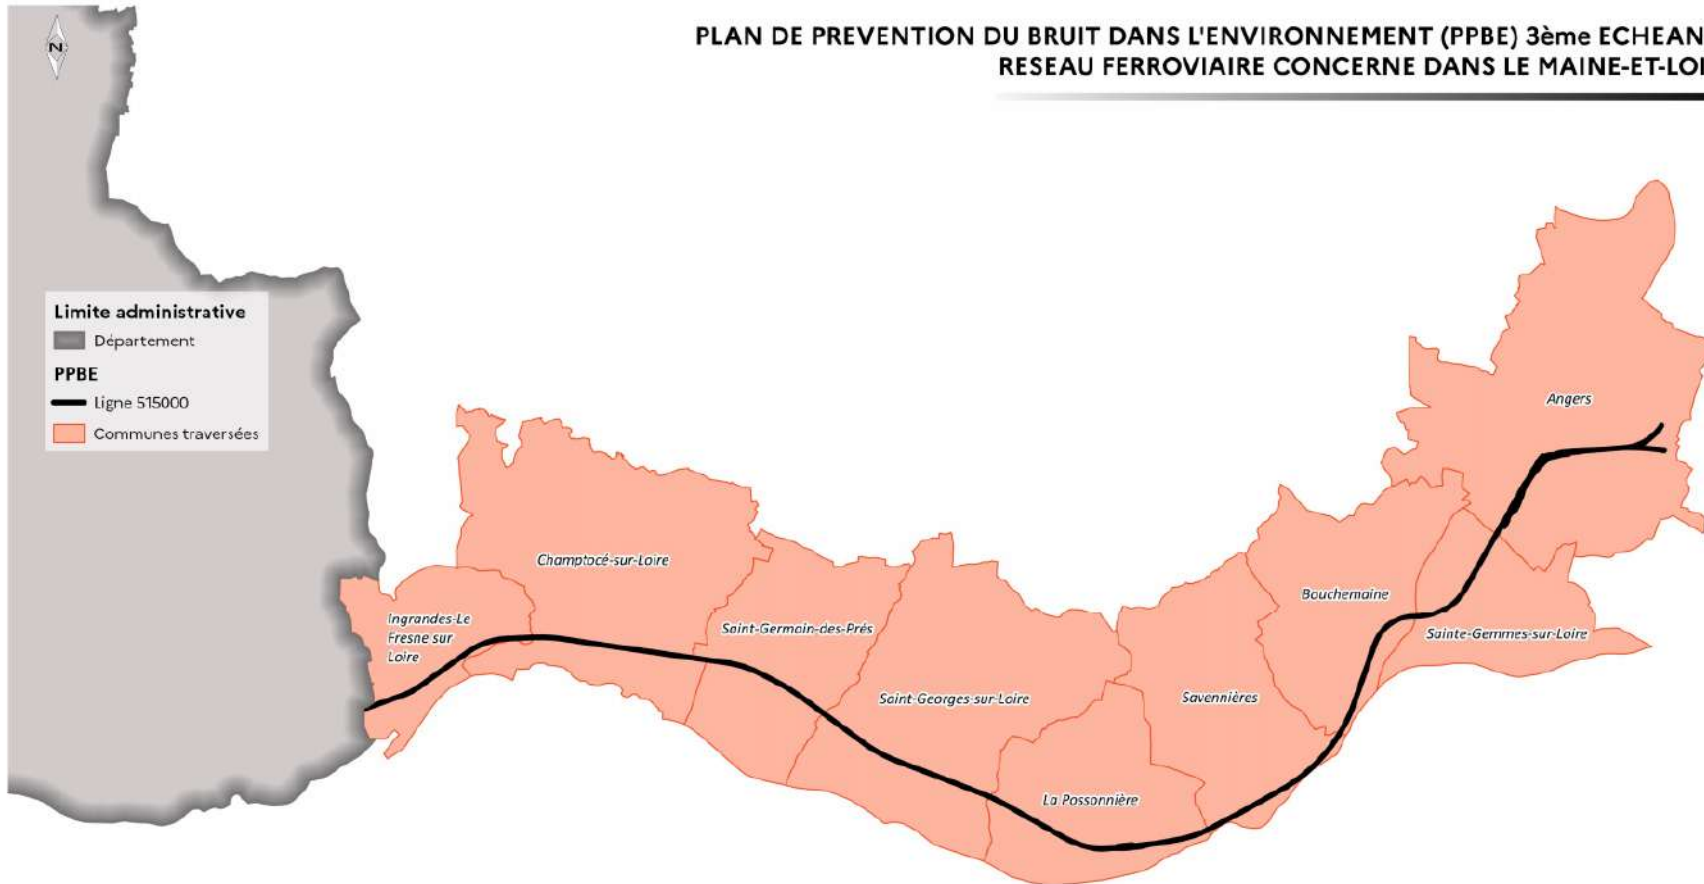 N
PLAN DE PREVENTION DU BRUIT DANS L'ENVIRONNEMENT (PPBE) 3ème ECHEAN
RESEAU FERROVIAIRE CONCERNE DANS LE MAINE-ET-LOI
Limite administrative
Département
PPBE
Ligne 515000
Communes traversées
Angers
Champtocé-sur-Loire
Bouchemaine
Ingrandes-Le
Fresne sur
Loire
Saint-Germain-des-Prés
Sainte-Gemmes-sur-Loire
Saint-Georges-sur-Loire
Savennières
La Possonnière